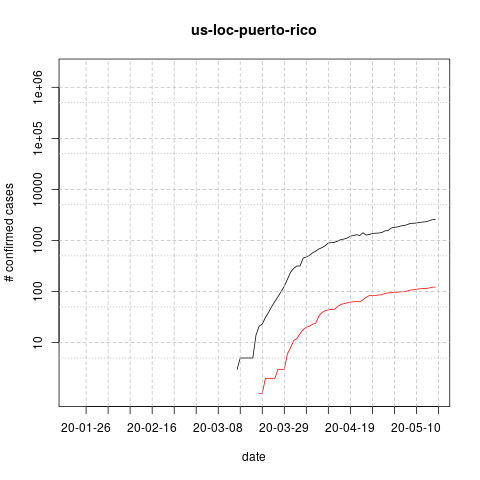 us-loc-puerto-rico
# confirmed cases
1e+06
1e+05
10000
1000
100
10
20-01-26 20-02-16 20-03-08 20-03-29 20-04-19 20-05-10
date